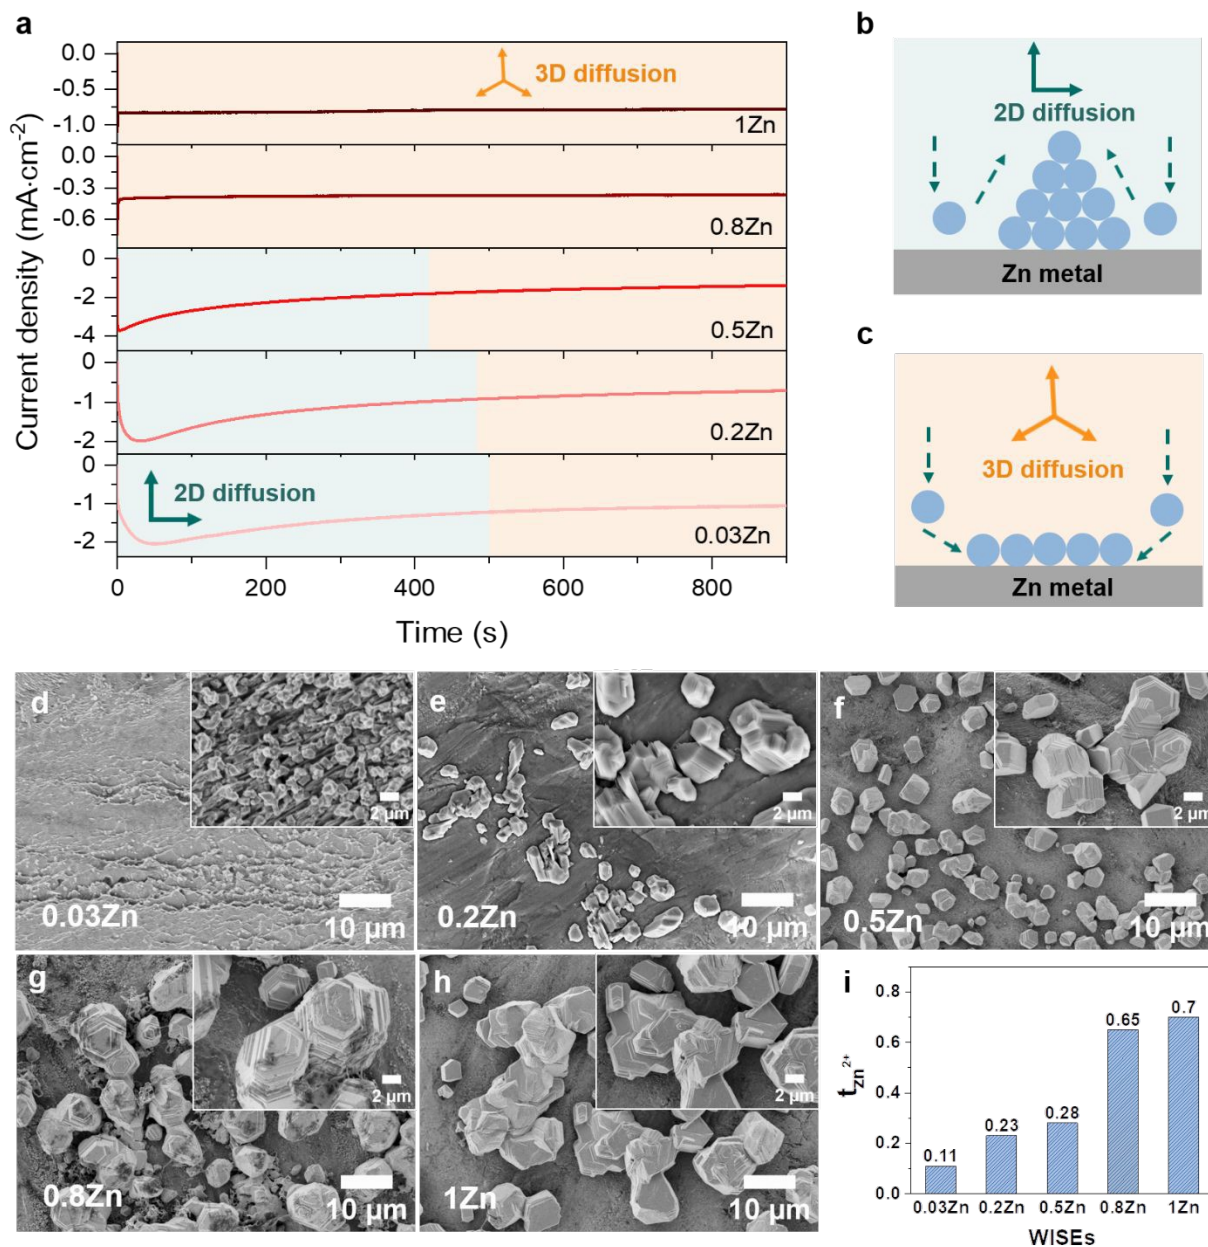 a
Current density (mA·cm⁻²)
0.0
-0.5
-1.0
3D diffusion
1Zn
0.0
-0.3
-0.6
0.8Zn
0
-2
-4
0.5Zn
0
-1
-2
0.2Zn
0
-1
-2
2D diffusion
0.03Zn
0 200 400 600 800
Time (s)
b
2D diffusion
Zn metal
c
3D diffusion
Zn metal
d
2 μm
0.03Zn
10 μm
e
2 μm
0.2Zn
10 μm
f
2 μm
0.5Zn
10 μm
g
2 μm
0.8Zn
10 μm
h
2 μm
1Zn
10 μm
i
t_zn²⁺
0.8
0.6
0.4
0.2
0.0
0.11
0.23
0.28
0.65
0.7
0.03Zn 0.2Zn 0.5Zn 0.8Zn 1Zn
WISEs